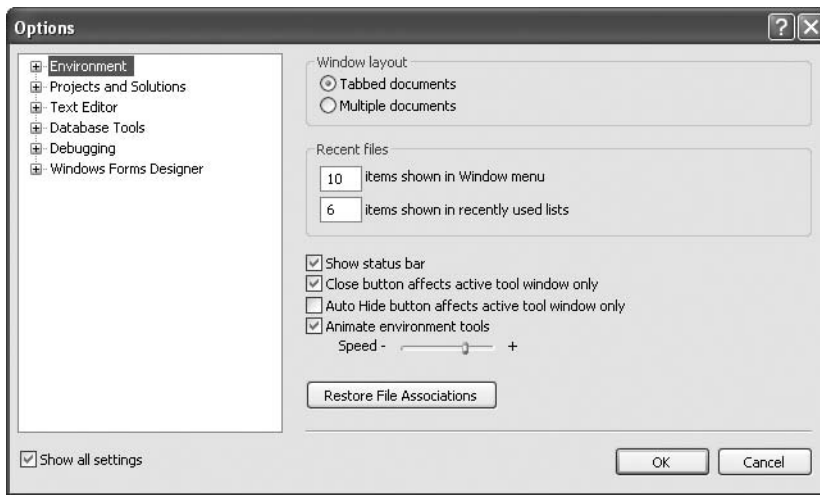 Options
Environment
Projects and Solutions
Text Editor
Database Tools
Debugging
Windows Forms Designer
Show all settings
Window layout
Tabbed documents
Multiple documents
Recent files
10 items shown in Window menu
6 items shown in recently used lists
Show status bar
Close button affects active tool window only
Auto Hide button affects active tool window only
Animate environment tools
Speed - +
Restore File Associations
OK
Cancel